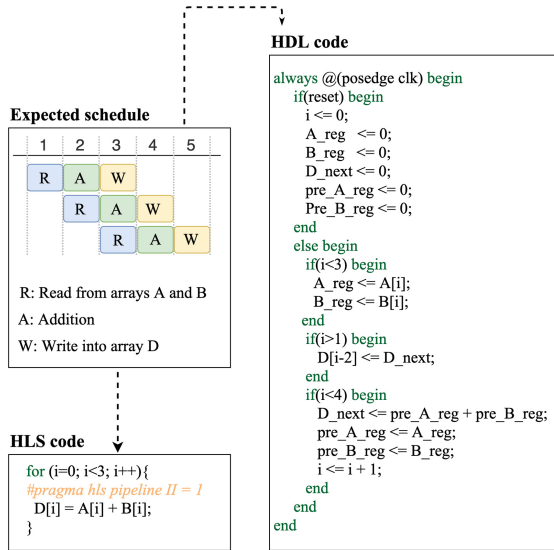 Expected schedule
1 2 3 4 5
R A W
R A W
R A W
R: Read from arrays A and B
A: Addition
W: Write into array D
HLS code
for (i=0; i<3; i++){
#pragma hls pipeline II = 1
D[i] = A[i] + B[i];
}
HDL code
always @(posedge clk) begin
if(reset) begin
i <= 0;
A_reg <= 0;
B_reg <= 0;
D_next <= 0;
pre_A_reg <= 0;
Pre_B_reg <= 0;
end
else begin
if(i<3) begin
A_reg <= A[i];
B_reg <= B[i];
end
if(i>1) begin
D[i-2] <= D_next;
end
if(i<4) begin
D_next <= pre_A_reg + pre_B_reg;
pre_A_reg <= A_reg;
pre_B_reg <= B_reg;
i <= i + 1;
end
end
end